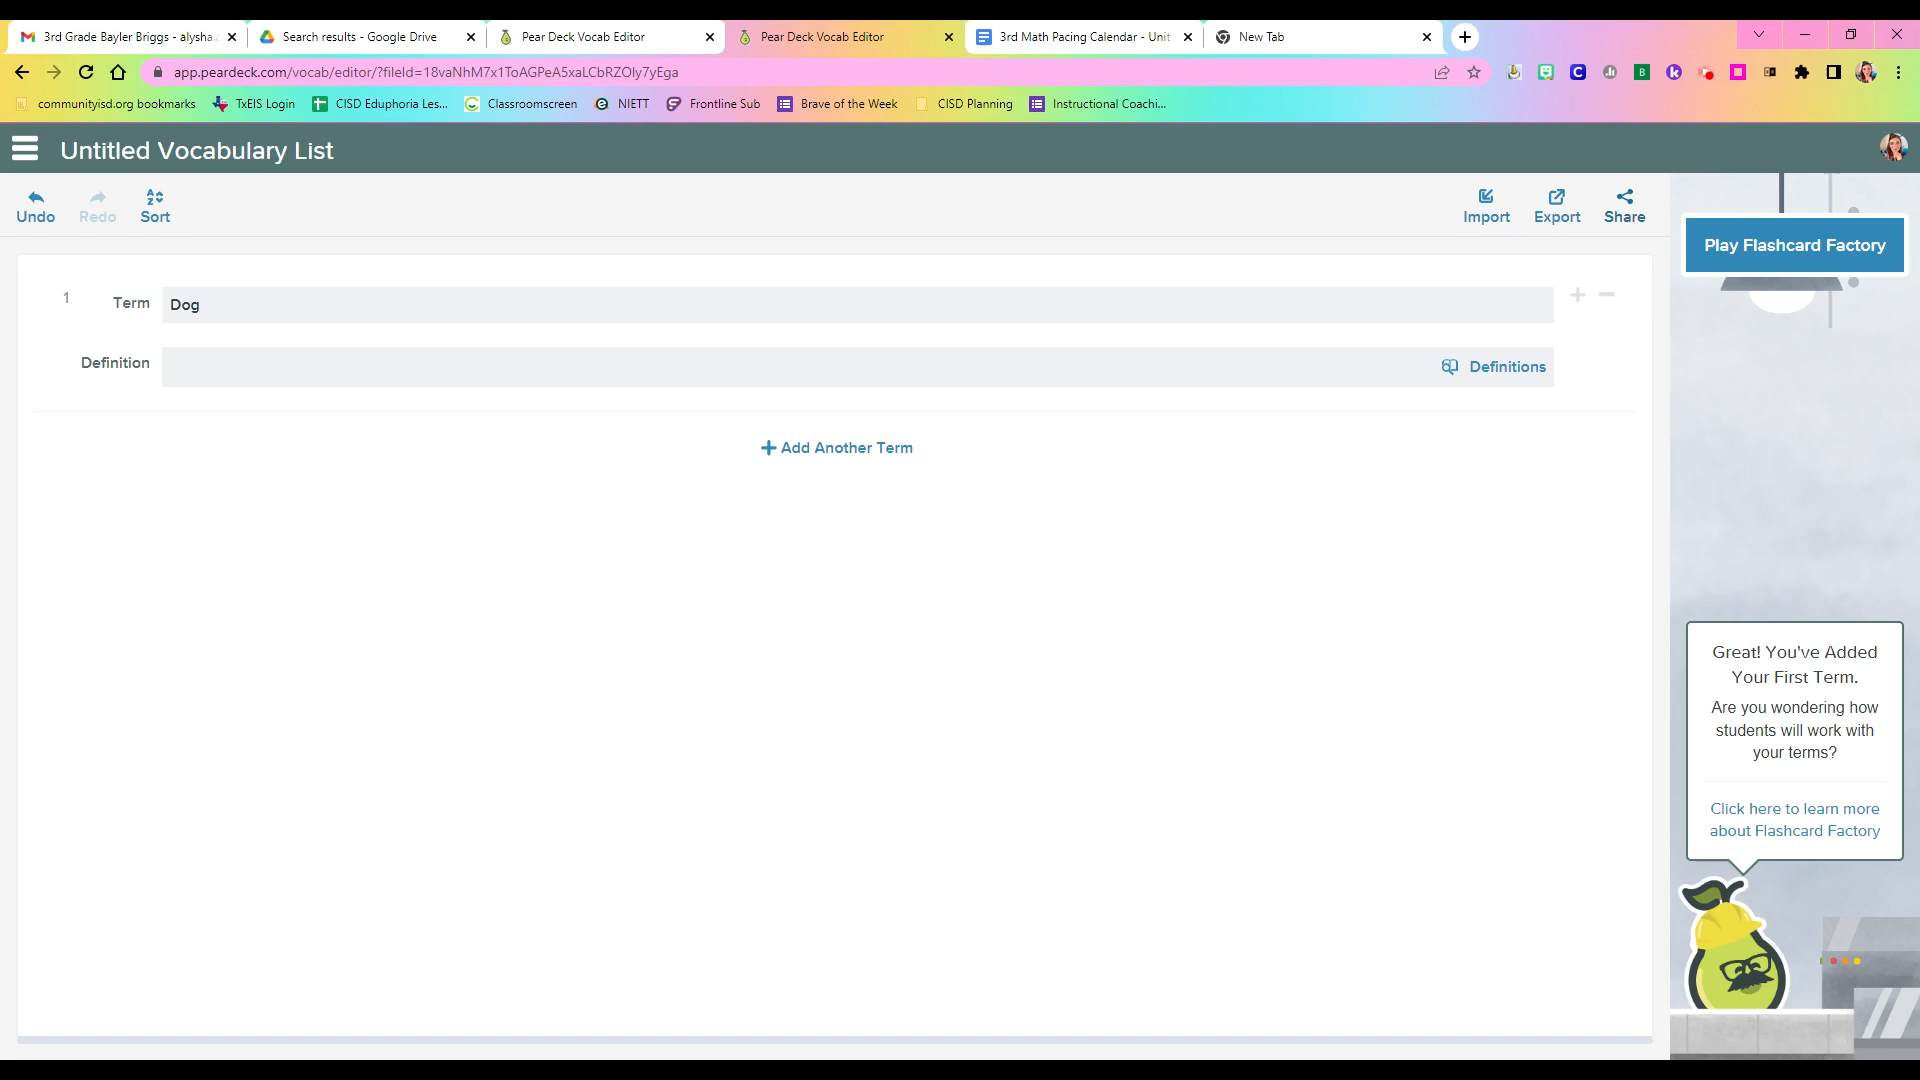 3rd Grade Bayler Briggs - alysha. Search results - Google Drive Pear Deck Vocab Editor Pear Deck Vocab Editor 3rd Math Pacing Calendar - Unit New Tab
app.peardeck.com/vocab/editor/?fileId=18vaNhM7x1ToAGPeA5xaLCbRZOly7yEga
communityisd.org bookmarks TxEIS Login CISD Eduphoria Les... Classroomscreen NIETT Frontline Sub Brave of the Week CISD Planning Instructional Coachi...
Untitled Vocabulary List
Undo Redo Sort Import Export Share
Play Flashcard Factory
1 Term Dog
Definition Definitions
Add Another Term
Great! You've Added
Your First Term.
Are you wondering how
students will work with
your terms?
Click here to learn more
about Flashcard Factory